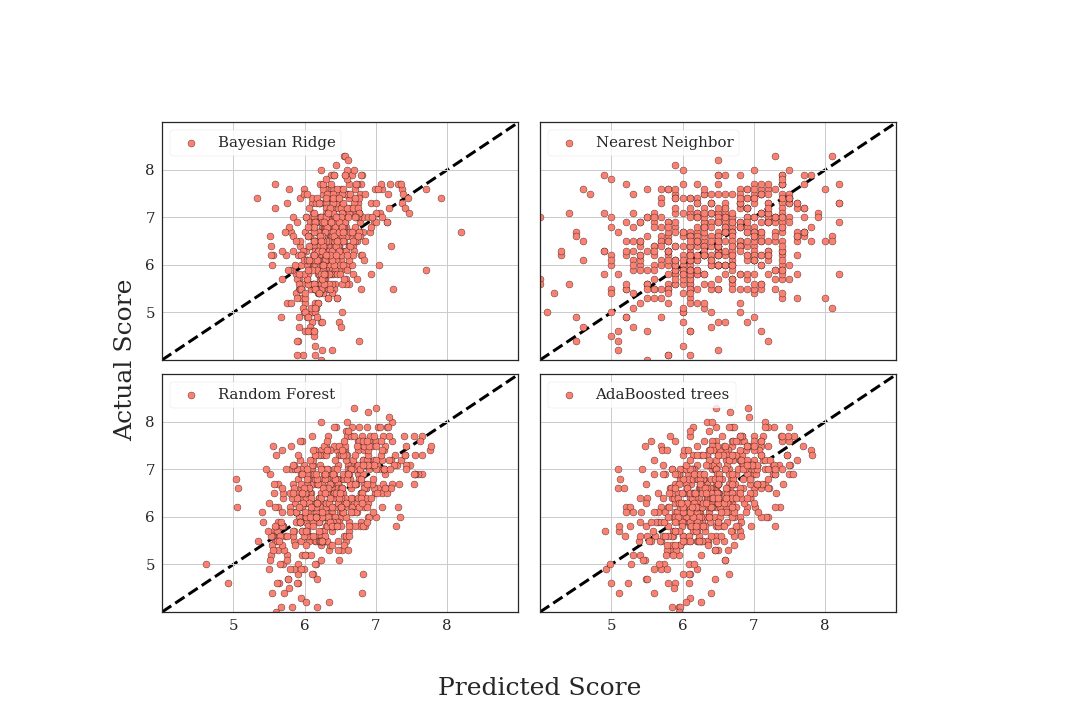 Bayesian Ridge
Nearest Neighbor
8
7
6
5
Random Forest
AdaBoosted trees
8
7
6
5
5 6 7 8
5 6 7 8
Actual Score
Predicted Score